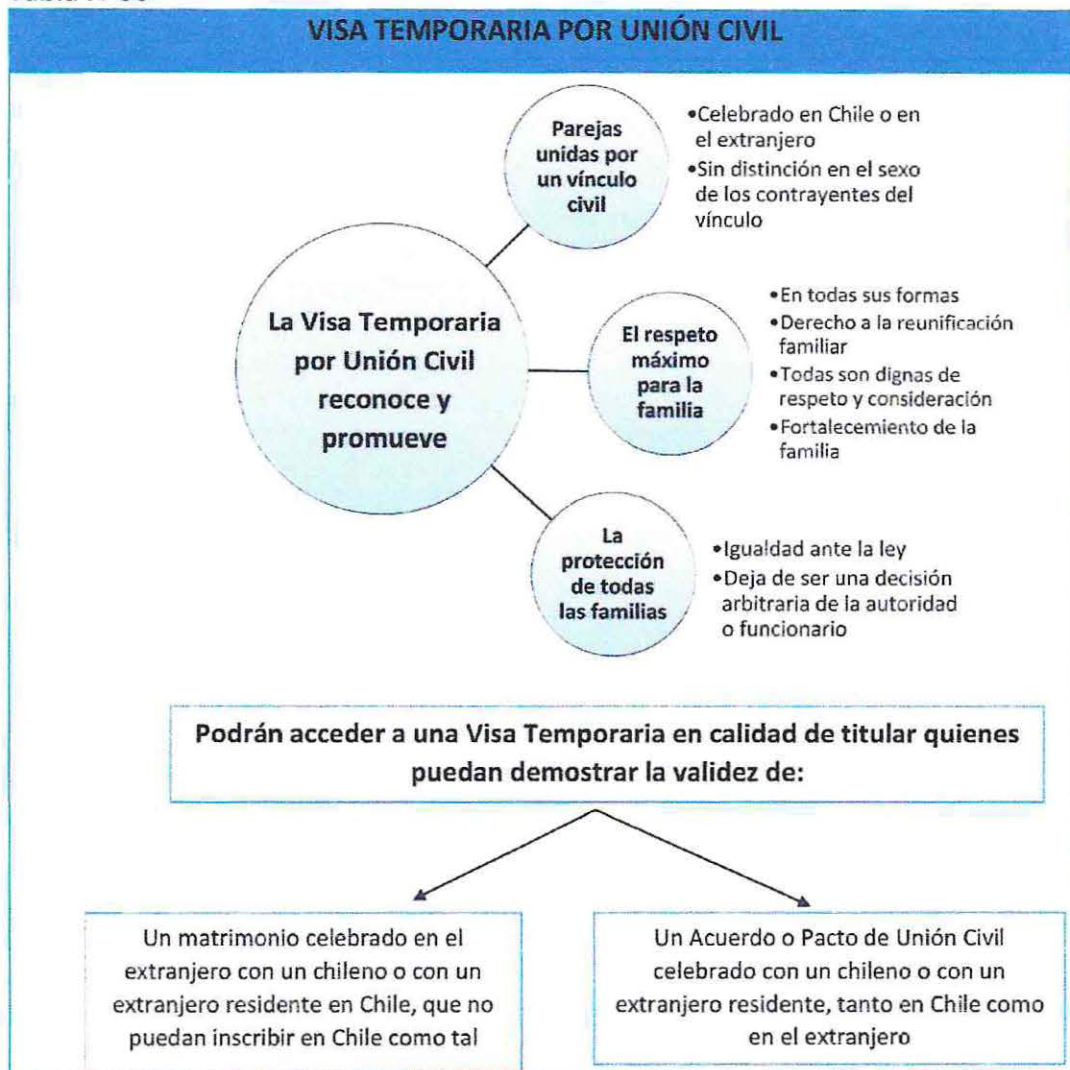 VISA TEMPORARIA POR UNIÓN CIVIL
Parejas
unidas por
un vínculo
civil
•Celebrado en Chile o en
el extranjero
•Sin distinción en el sexo
de los contrayentes del
vínculo
La Visa Temporaria
por Unión Civil
reconoce y
promueve
El respeto
máximo
para la
familia
•En todas sus formas
•Derecho a la reunificación
familiar
•Todas son dignas de
respeto y consideración
•Fortalecemiento de la
familia
La
protección
de todas
las familias
•Igualdad ante la ley
•Deja de ser una decisión
arbitraria de la autoridad
o funcionario
Podrán acceder a una Visa Temporaria en calidad de titular quienes
puedan demostrar la validez de:
Un matrimonio celebrado en el
extranjero con un chileno o con un
extranjero residente en Chile, que no
puedan inscribir en Chile como tal
Un Acuerdo o Pacto de Unión Civil
celebrado con un chileno o con un
extranjero residente, tanto en Chile como
en el extranjero